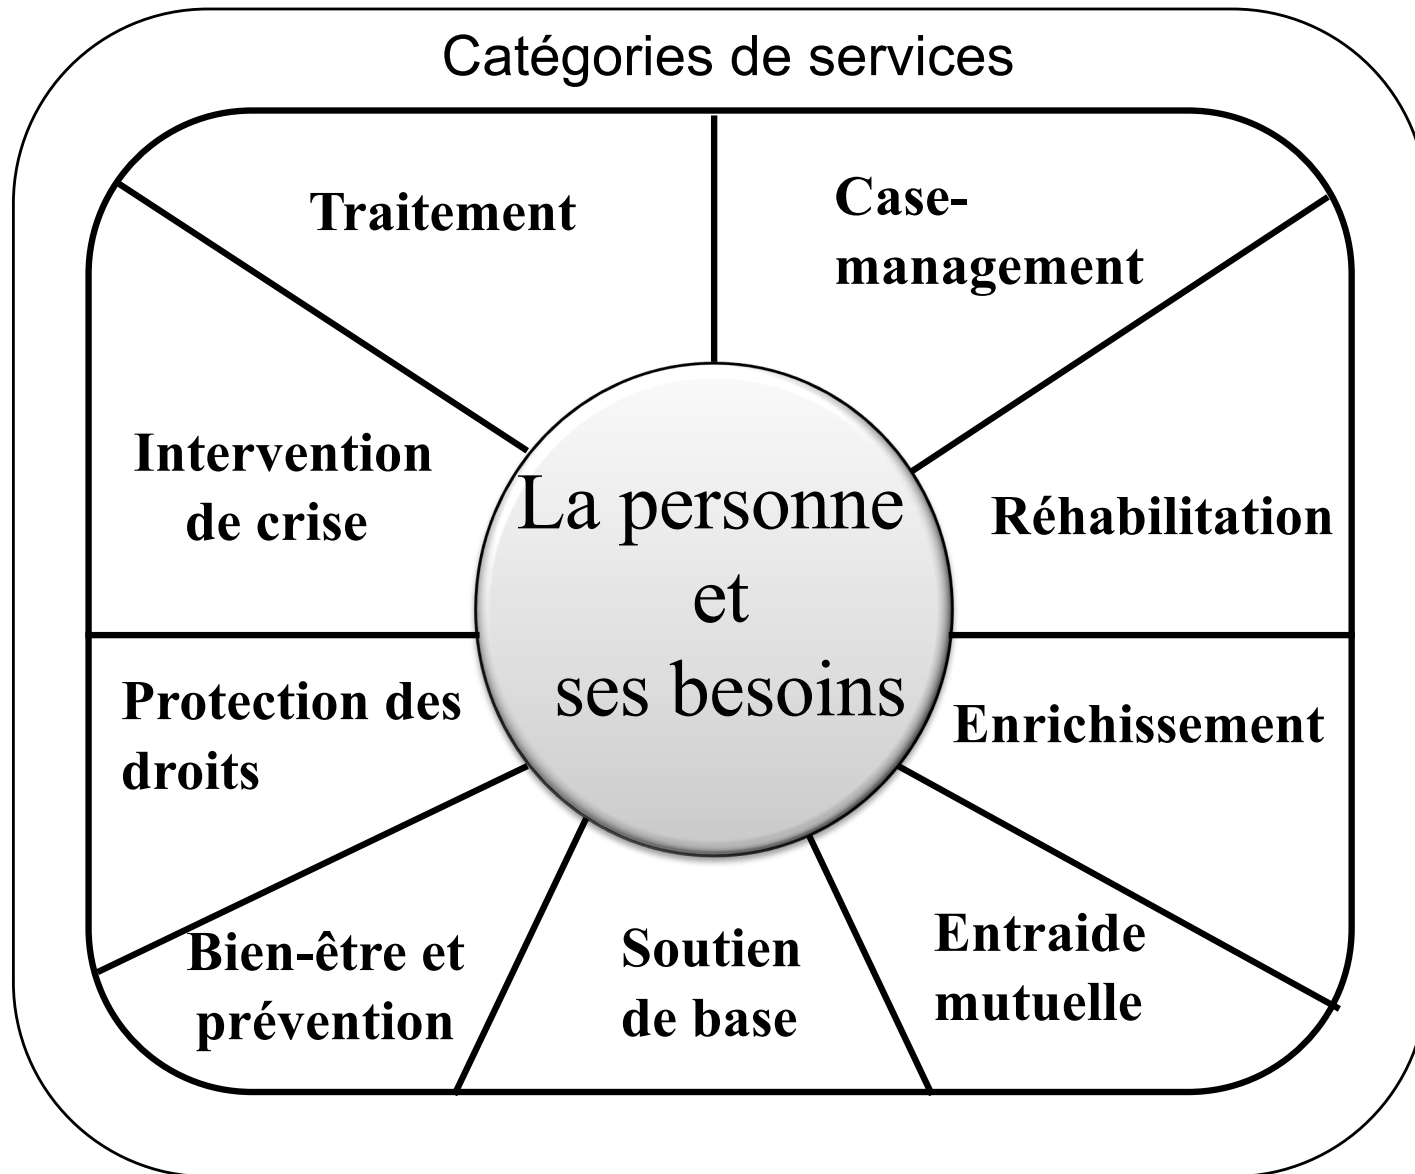 Catégories de services
Traitement
Case-
management
Intervention
de crise
La personne
et
ses besoins
Réhabilitation
Protection des
droits
Enrichissement
Bien-être et
prévention
Soutien
de base
Entraide
mutuelle